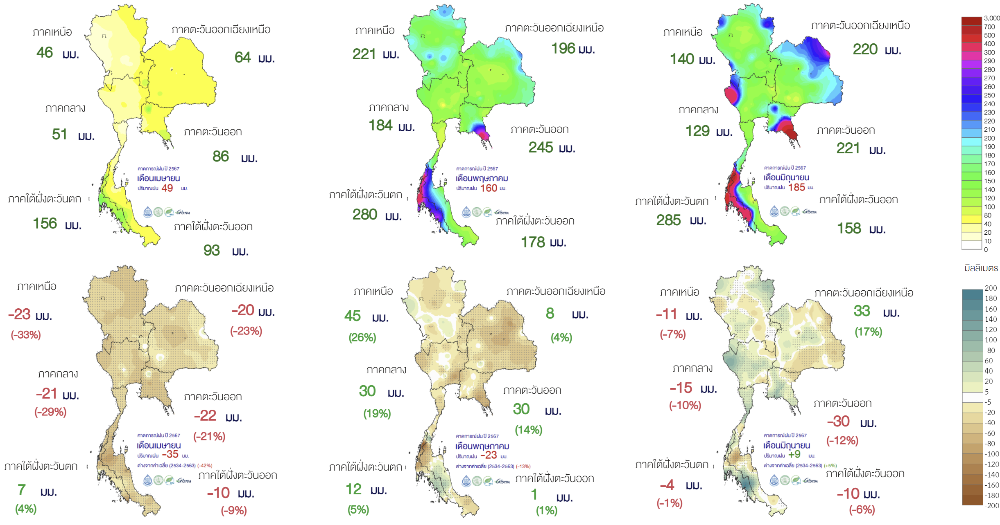 ภาคเหนือ
46 มม.
ภาคตะวันออกเฉียงเหนือ
64 มม.
ภาคกลาง
51 มม.
ภาคตะวันออก
86 มม.
คาดการณ์ฝน ปี 2567
เดือนเมษายน
ปริมาณฝน 49 มม.
GISTDA
ภาคใต้ฝั่งตะวันตก
156 มม.
ภาคใต้ฝั่งตะวันออก
93 มม.
ภาคเหนือ
221 มม.
ภาคตะวันออกเฉียงเหนือ
196 มม.
ภาคกลาง
184 มม.
ภาคตะวันออก
245 มม.
คาดการณ์ฝน ปี 2567
เดือนพฤษภาคม
ปริมาณฝน 160 มม.
GISTDA
ภาคใต้ฝั่งตะวันตก
280 มม.
ภาคใต้ฝั่งตะวันออก
178 มม.
ภาคเหนือ
140 มม.
ภาคตะวันออกเฉียงเหนือ
220 มม.
ภาคกลาง
129 มม.
ภาคตะวันออก
221 มม.
คาดการณ์ฝน ปี 2567
เดือนมิถุนายน
ปริมาณฝน 185 มม.
GISTDA
ภาคใต้ฝั่งตะวันตก
285 มม.
ภาคใต้ฝั่งตะวันออก
158 มม.
3,000
700
500
400
300
290
280
270
260
250
240
230
220
210
200
190
180
170
160
150
140
120
100
80
40
20
10
0
มิลลิเมตร
ภาคเหนือ
-23 มม.
(-33%)
ภาคตะวันออกเฉียงเหนือ
-20 มม.
(-23%)
ภาคกลาง
-21 มม.
(-29%)
ภาคตะวันออก
-22 มม.
(-21%)
คาดการณ์ฝน ปี 2567
เดือนเมษายน
ปริมาณฝน -35 มม.
ต่างจากค่าเฉลี่ย (2534-2563) (-42%)
GISTDA
ภาคใต้ฝั่งตะวันตก
7 มม.
(4%)
ภาคใต้ฝั่งตะวันออก
-10 มม.
(-9%)
ภาคเหนือ
45 มม.
(26%)
ภาคตะวันออกเฉียงเหนือ
8 มม.
(4%)
ภาคกลาง
30 มม.
(19%)
ภาคตะวันออก
30 มม.
(14%)
คาดการณ์ฝน ปี 2567
เดือนพฤษภาคม
ปริมาณฝน -23 มม.
ต่างจากค่าเฉลี่ย (2534-2563) (-13%)
GISTDA
ภาคใต้ฝั่งตะวันตก
12 มม.
(5%)
ภาคใต้ฝั่งตะวันออก
1 มม.
(1%)
ภาคเหนือ
-11 มม.
(-7%)
ภาคตะวันออกเฉียงเหนือ
33 มม.
(17%)
ภาคกลาง
-15 มม.
(-10%)
ภาคตะวันออก
-30 มม.
(-12%)
คาดการณ์ฝน ปี 2567
เดือนมิถุนายน
ปริมาณฝน +9 มม.
ต่างจากค่าเฉลี่ย (2534-2563) (+5%)
GISTDA
ภาคใต้ฝั่งตะวันตก
-4 มม.
(-1%)
ภาคใต้ฝั่งตะวันออก
-10 มม.
(-6%)
200
180
160
140
120
100
80
60
40
20
5
-5
-20
-40
-60
-80
-100
-120
-140
-160
-180
-200